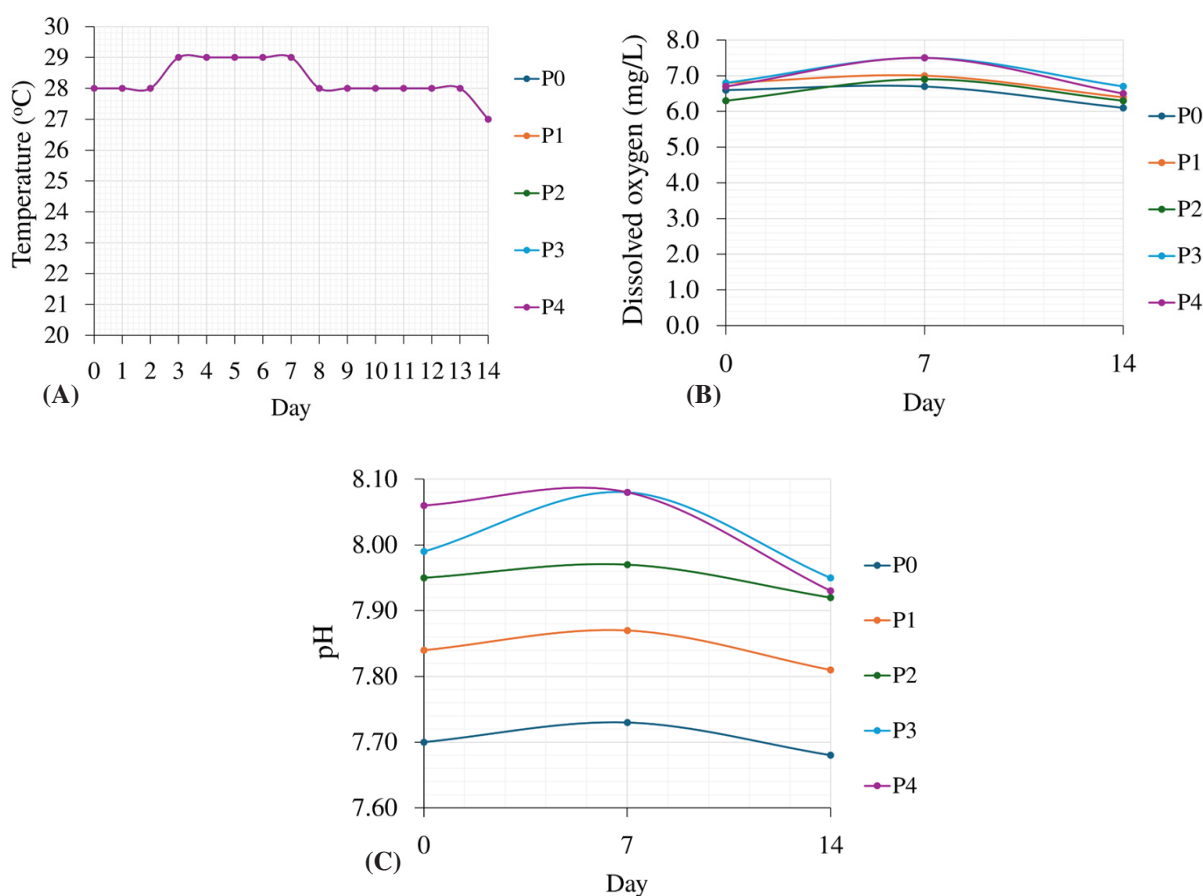 30
29
28
27
26
25
24
23
22
21
20
Temperature (ºC)
0 1 2 3 4 5 6 7 8 9 10 11 12 13 14
Day
P0
P1
P2
P3
P4
(A)
8.0
7.0
6.0
5.0
4.0
3.0
2.0
1.0
0.0
Dissolved oxygen (mg/L)
0 7 14
Day
P0
P1
P2
P3
P4
(B)
8.10
8.00
7.90
7.80
7.70
7.60
pH
0 7 14
Day
P0
P1
P2
P3
P4
(C)